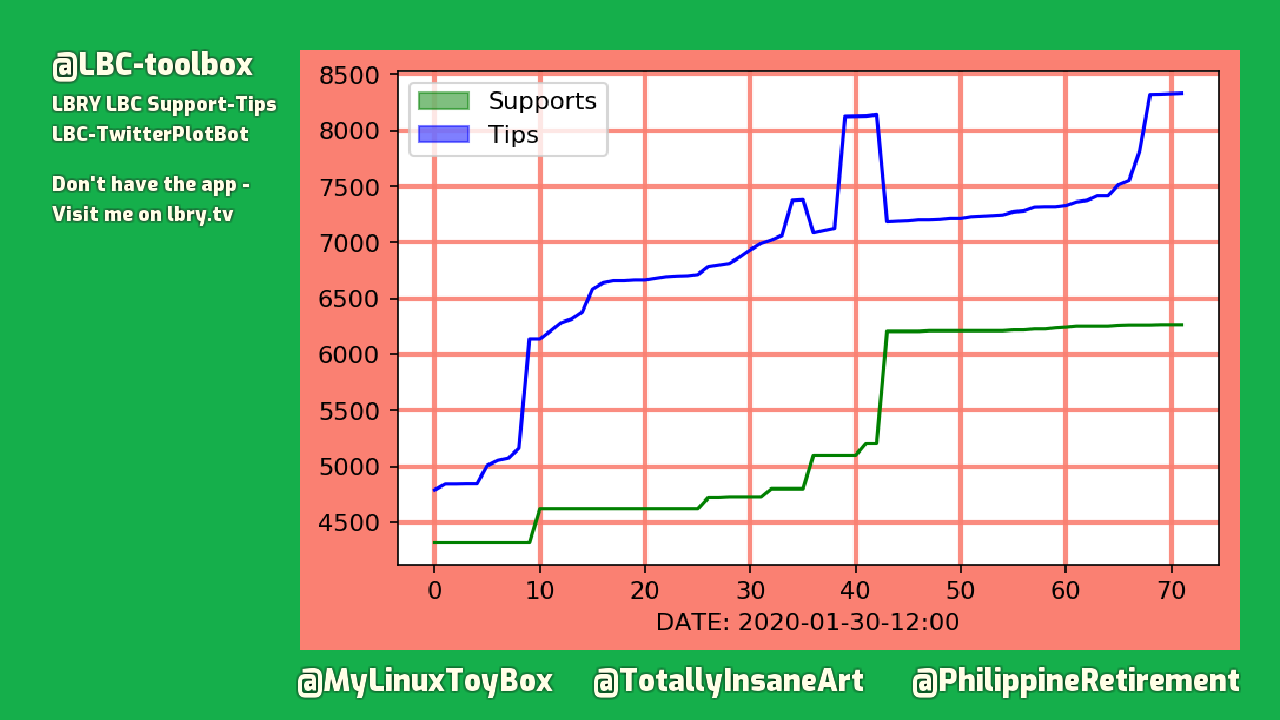 @LBC-toolbox
LBRY LBC Support-Tips
LBC-TwitterPlotBot
Don't have the app -
Visit me on lbry.tv
8500
8000
7500
7000
6500
6000
5500
5000
4500
Supports
Tips
0 10 20 30 40 50 60 70
DATE: 2020-01-30-12:00
@MyLinuxToyBox @TotallyInsaneArt @PhilippineRetirement